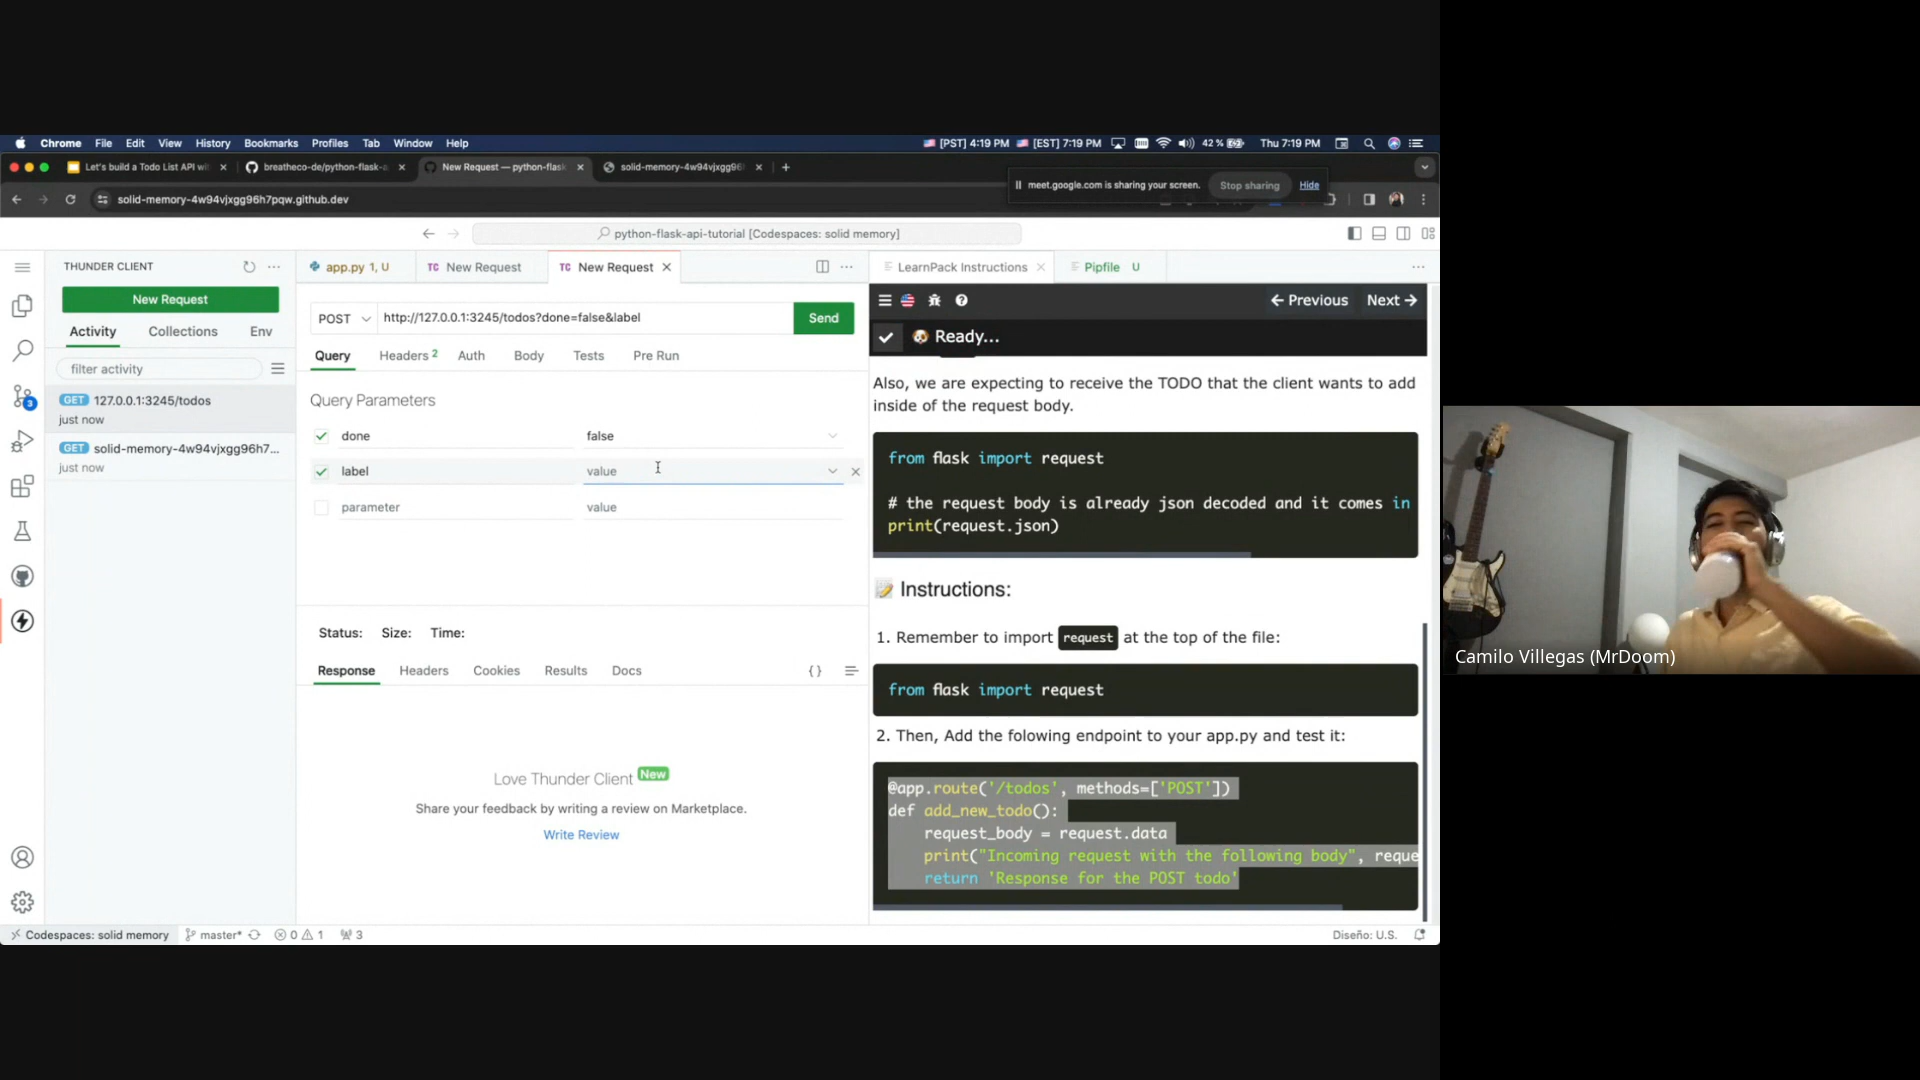 Chrome File Edit View History Bookmarks Profiles Tab Window Help
[PST] 4:19 PM [EST] 7:19 PM 42 % Thu 7:19 PM
Let's build a Todo List API wi
breatheco-de/python-flask-a
New Request — python-flask
solid-memory-4w94vjxgg96
meet.google.com is sharing your screen. Stop sharing Hide
solid-memory-4w94vjxgg96h7pqw.github.dev
python-flask-api-tutorial [Codespaces: solid memory]
THUNDER CLIENT
New Request
Activity Collections Env
filter activity
GET 127.0.0.1:3245/todos
just now
GET solid-memory-4w94vjxgg96h7...
just now
3
app.py 1, U
TC New Request
TC New Request
POST http://127.0.0.1:3245/todos?done=false&label Send
Query Headers 2 Auth Body Tests Pre Run
Query Parameters
done false
label value
parameter value
Status: Size: Time:
Response Headers Cookies Results Docs { }
Love Thunder Client New
Share your feedback by writing a review on Marketplace.
Write Review
LearnPack Instructions Pipfile U
Previous Next
Ready...
Also, we are expecting to receive the TODO that the client wants to add
inside of the request body.
from flask import request
# the request body is already json decoded and it comes in
print(request.json)
Instructions:
1. Remember to import request at the top of the file:
from flask import request
2. Then, Add the folowing endpoint to your app.py and test it:
@app.route('/todos', methods=['POST'])
def add_new_todo():
request_body = request.data
print("Incoming request with the following body", reque
return 'Response for the POST todo'
Codespaces: solid memory master* 0 1 3
Diseño: U.S.
Camilo Villegas (MrDoom)